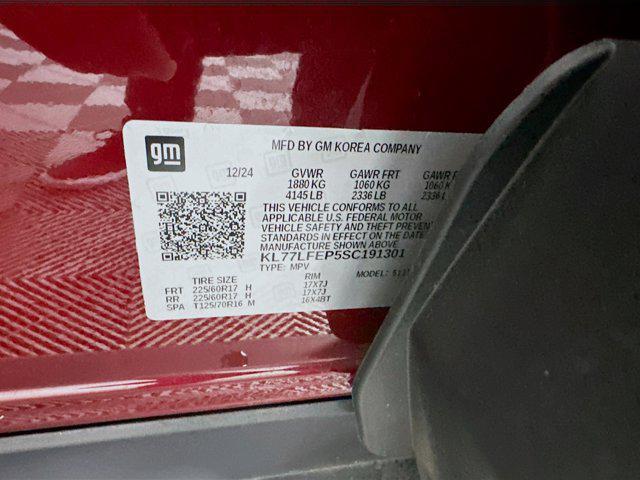 gm
MFD BY GM KOREA COMPANY
12/24 GVWR GAWR FRT GAWR
1880 KG 1060 KG 1060 K
4145 LB 2336 LB 2336
THIS VEHICLE CONFORMS TO ALL
APPLICABLE U.S. FEDERAL MOTOR
VEHICLE SAFETY AND THEFT
STANDARDS IN EFFECT ON THE DATE
MANUFACTURE SHOWN ABOVE
KL77LFEP5SC191301
TYPE: MPV MODEL:
TIRE SIZE RIM
FRT 225/60R17 H 17X7J
RR 225/60R17 H 17X7J
SPA T125/70R16 M 16X4BT